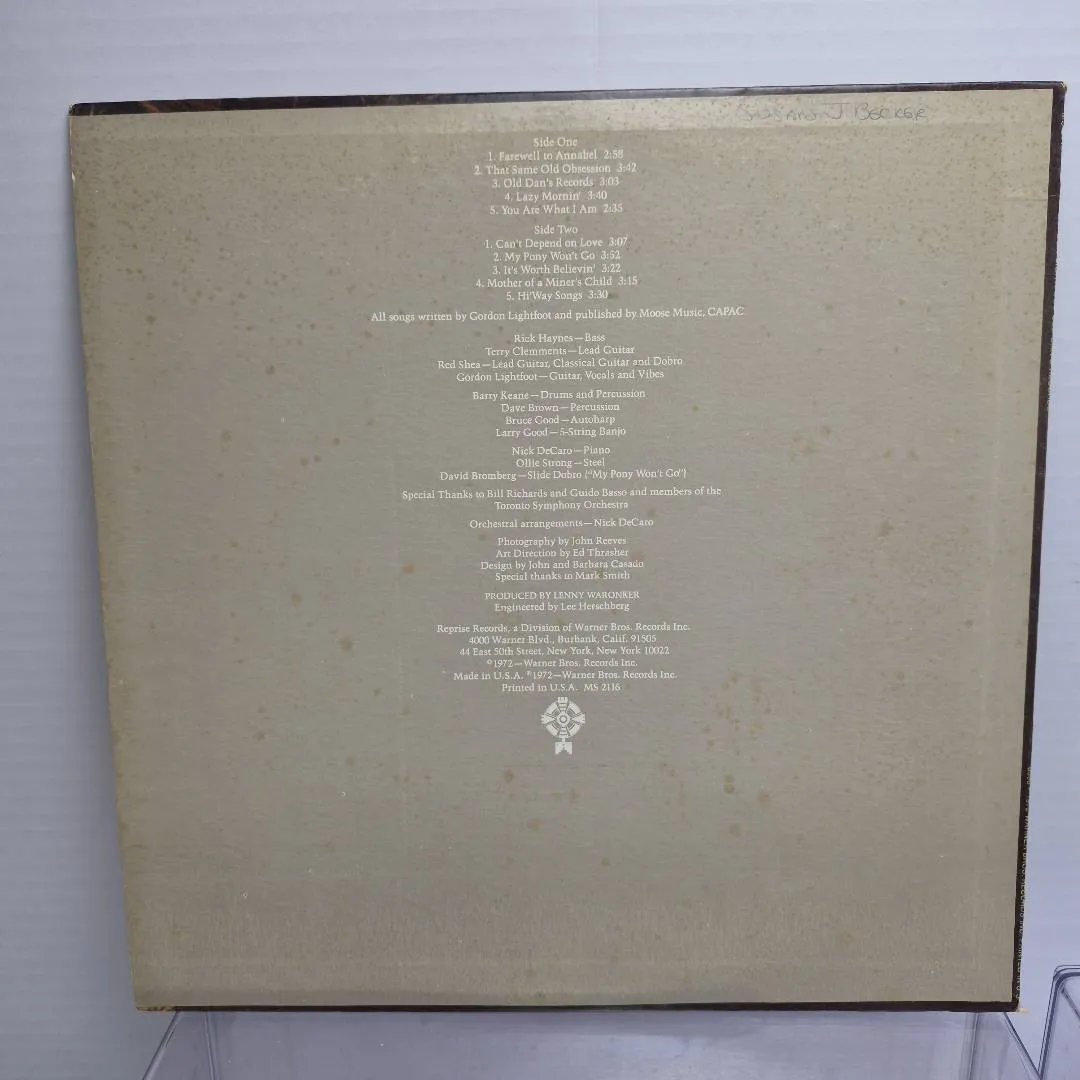 SUSAN J BECKER
Side One
1. Farewell to Annabel 2:58
2. That Same Old Obsession 3:42
3. Old Dan's Records 3:03
4. Lazy Mornin' 3:40
5. You Are What I Am 2:35
Side Two
1. Can't Depend on Love 3:07
2. My Pony Won't Go 3:52
3. It's Worth Believin' 3:22
4. Mother of a Miner's Child 3:15
5. Hi'Way Songs 3:30
All songs written by Gordon Lightfoot and published by Moose Music, CAPAC
Rick Haynes—Bass
Terry Clemments—Lead Guitar
Red Shea—Lead Guitar, Classical Guitar and Dobro
Gordon Lightfoot—Guitar, Vocals and Vibes
Barry Keane—Drums and Percussion
Dave Brown—Percussion
Bruce Good—Autoharp
Larry Good—5-String Banjo
Nick DeCaro—Piano
Ollie Strong—Steel
David Bromberg—Slide Dobro ("My Pony Won't Go")
Special Thanks to Bill Richards and Guido Basso and members of the
Toronto Symphony Orchestra
Orchestral arrangements—Nick DeCaro
Photography by John Reeves
Art Direction by Ed Thrasher
Design by John and Barbara Casado
Special thanks to Mark Smith
PRODUCED BY LENNY WARONKER
Engineered by Lee Herschberg
Reprise Records, a Division of Warner Bros. Records Inc.
4000 Warner Blvd., Burbank, Calif. 91505
44 East 50th Street, New York, New York 10022
©1972—Warner Bros. Records Inc.
Made in U.S.A. ℗1972—Warner Bros. Records Inc.
Printed in U.S.A. MS 2116